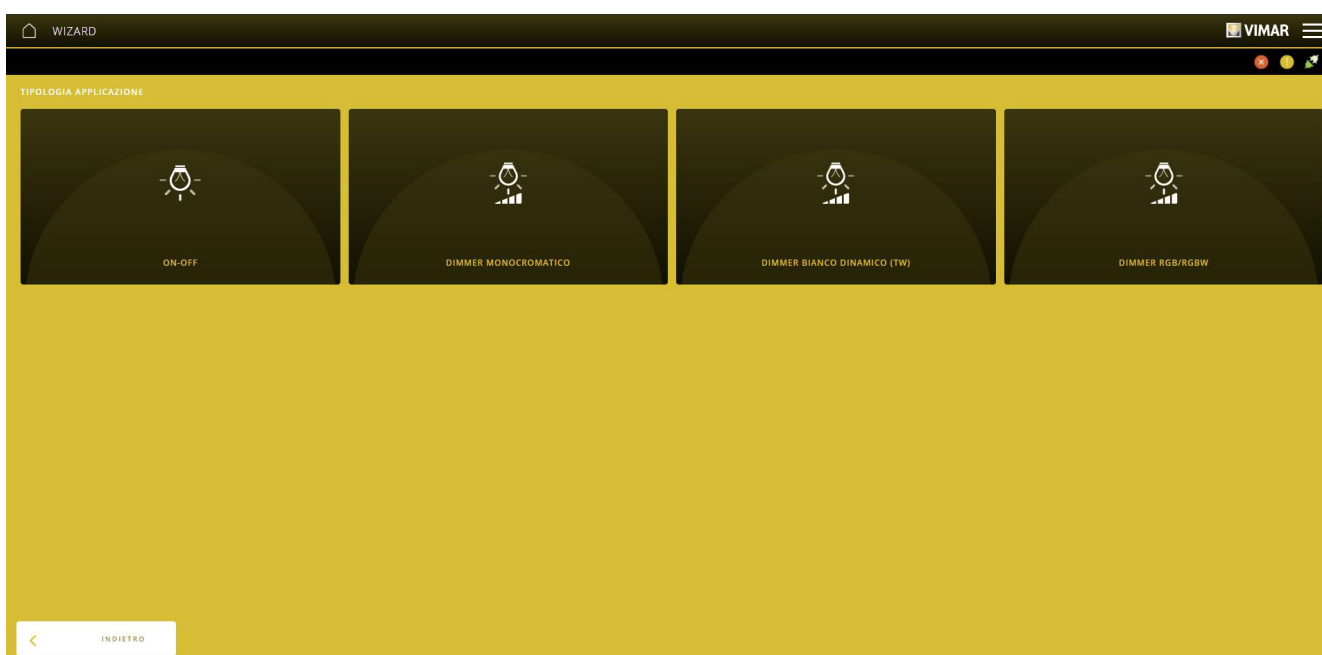 WIZARD
VIMAR
TIPOLOGIA APPLICAZIONE
ON-OFF
DIMMER MONOCROMATICO
DIMMER BIANCO DINAMICO (TW)
DIMMER RGB/RGBW
INDIETRO